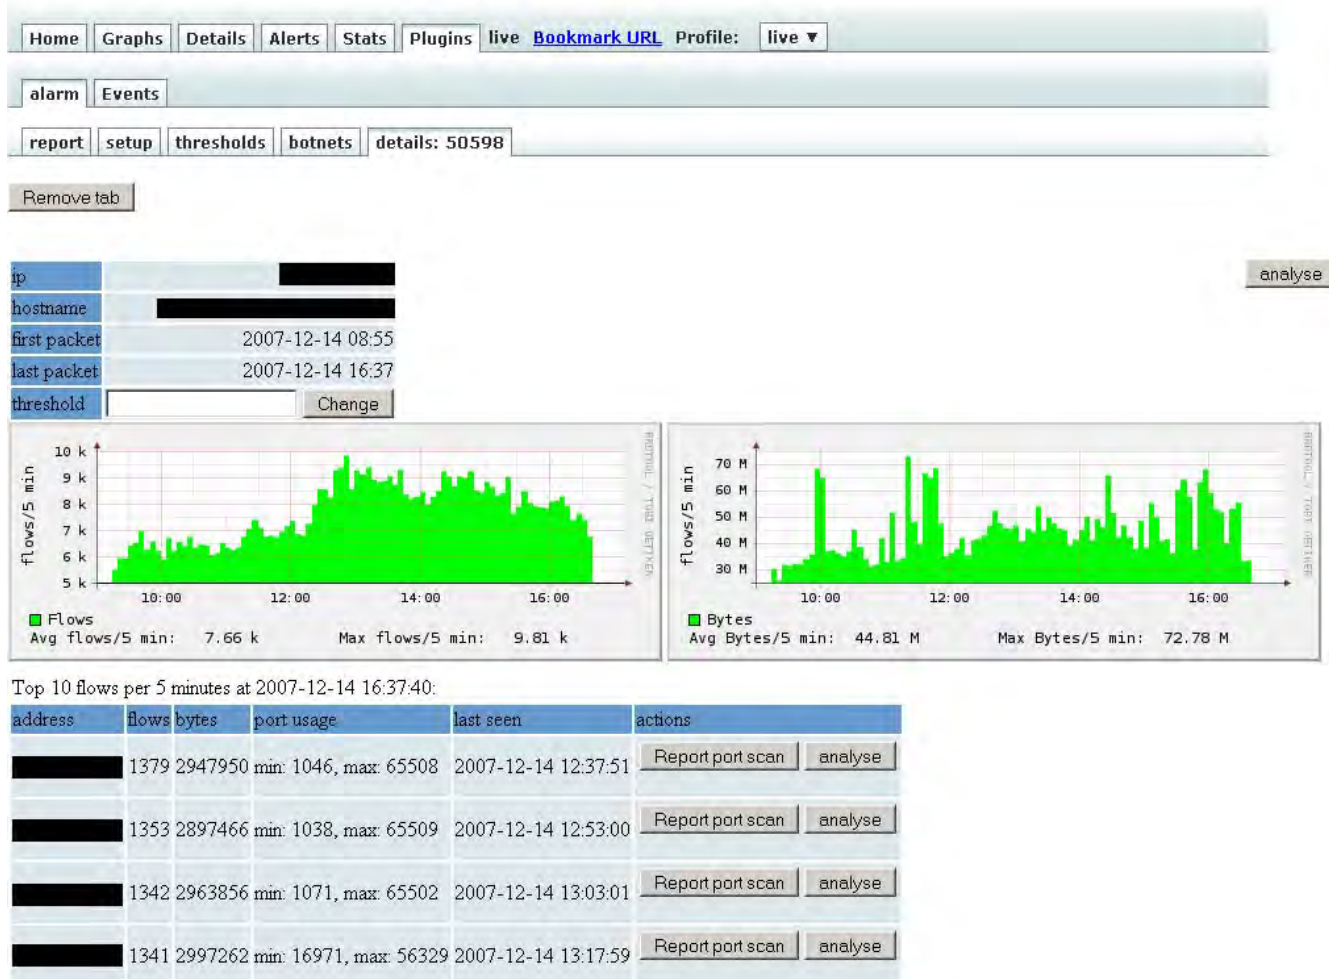 Home Graphs Details Alerts Stats Plugins live Bookmark URL Profile: live ▼
alarm Events
report setup thresholds botnets details: 50598
Remove tab
ip
analyse
hostname
first packet 2007-12-14 08:55
last packet 2007-12-14 16:37
threshold Change
flows/5 min
10 k
9 k
8 k
7 k
6 k
5 k
10:00 12:00 14:00 16:00
Flows
Avg flows/5 min: 7.66 k Max flows/5 min: 9.81 k
RRDTOOL / TOBI OETIKER
flows/5 min
70 M
60 M
50 M
40 M
30 M
10:00 12:00 14:00 16:00
Bytes
Avg Bytes/5 min: 44.81 M Max Bytes/5 min: 72.78 M
RRDTOOL / TOBI OETIKER
Top 10 flows per 5 minutes at 2007-12-14 16:37:40:
address flows bytes port usage last seen actions
1379 2947950 min: 1046, max: 65508 2007-12-14 12:37:51 Report port scan analyse
1353 2897466 min: 1038, max: 65509 2007-12-14 12:53:00 Report port scan analyse
1342 2963856 min: 1071, max: 65502 2007-12-14 13:03:01 Report port scan analyse
1341 2997262 min: 16971, max: 56329 2007-12-14 13:17:59 Report port scan analyse